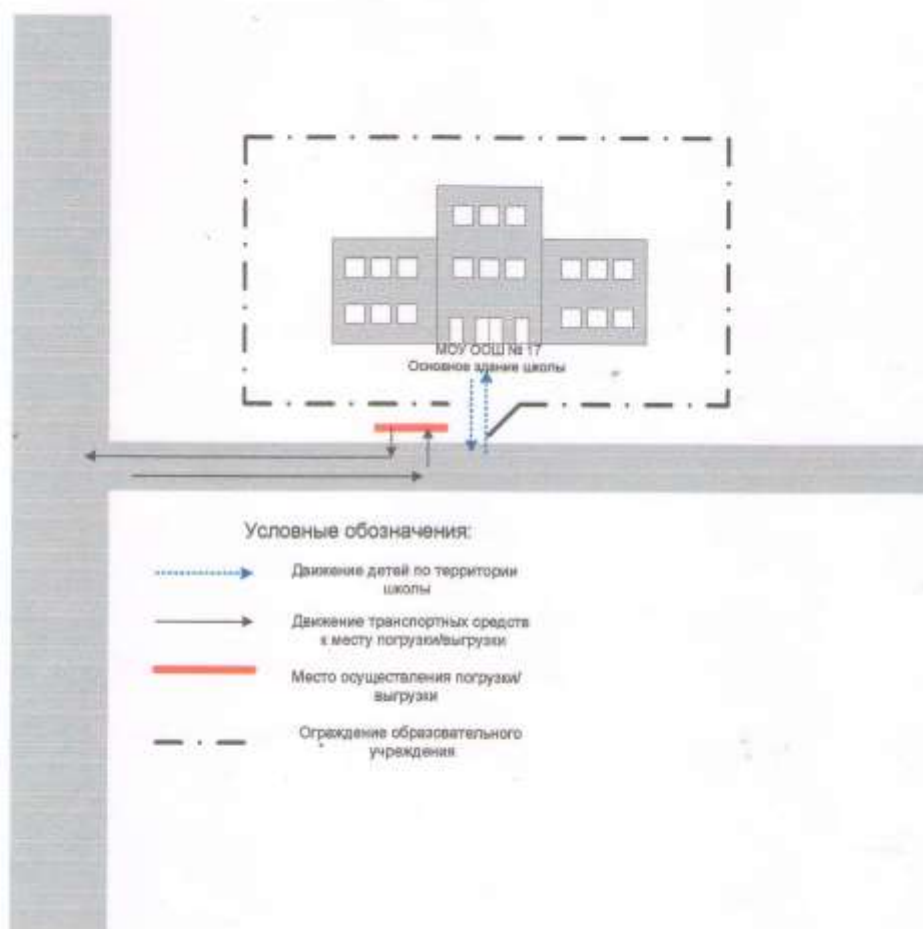 МОУ ООШ № 17
Основное здание школы
Условные обозначения:
Движение детей по территории
школы
Движение транспортных средств
к месту погрузки/выгрузки
Место осуществления погрузки/
выгрузки
Ограждение образовательного
учреждения